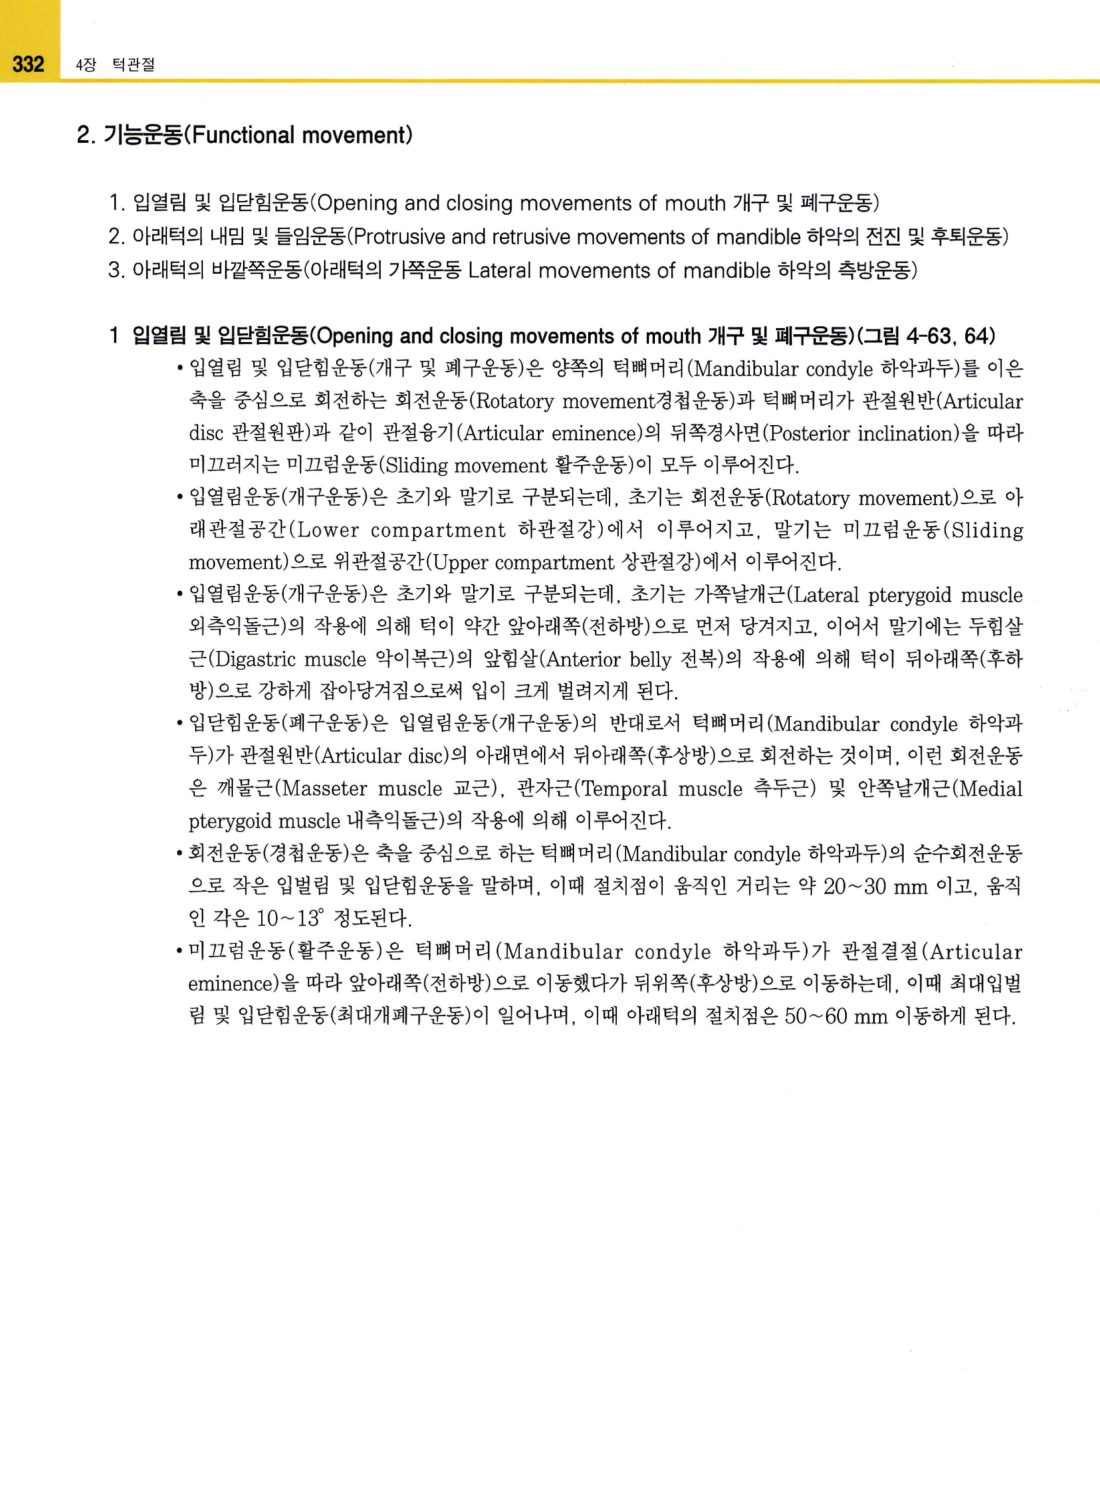 332
4장 턱관절
2. 기능운동(Functional movement)
1. 입열림 및 입닫힘운동(Opening and closing movements of mouth 개구 및 폐구운동)
2. 아래턱의 내밈 및 들임운동(Protrusive and retrusive movements of mandible 하악의 전진 및 후퇴운동)
3. 아래턱의 바깥쪽운동(아래턱의 가쪽운동 Lateral movements of mandible 하악의 측방운동)
1 입열림 및 입닫힘운동(Opening and closing movements of mouth 개구 및 폐구운동)(그림 4-63, 64)
• 입열림 및 입닫힘운동(개구 및 폐구운동)은 양쪽의 턱뼈머리(Mandibular condyle 하악과두)를 이은
축을 중심으로 회전하는 회전운동(Rotatory movement경첩운동)과 턱뼈머리가 관절원반(Articular
disc 관절원판)과 같이 관절융기(Articular eminence)의 뒤쪽경사면(Posterior inclination)을 따라
미끄러지는 미끄럼운동(Sliding movement 활주운동)이 모두 이루어진다.
• 입열림운동(개구운동)은 초기와 말기로 구분되는데, 초기는 회전운동(Rotatory movement)으로 아
래관절공간(Lower compartment 하관절강)에서 이루어지고, 말기는 미끄럼운동(Sliding
movement)으로 위관절공간(Upper compartment 상관절강)에서 이루어진다.
• 입열림운동(개구운동)은 초기와 말기로 구분되는데, 초기는 가쪽날개근(Lateral pterygoid muscle
외측익돌근)의 작용에 의해 턱이 약간 앞아래쪽(전하방)으로 먼저 당겨지고, 이어서 말기에는 두힘살
근(Digastric muscle 악이복근)의 앞힘살(Anterior belly 전복)의 작용에 의해 턱이 뒤아래쪽(후하
방)으로 강하게 잡아당겨짐으로써 입이 크게 벌려지게 된다.
• 입닫힘운동(폐구운동)은 입열림운동(개구운동)의 반대로서 턱뼈머리(Mandibular condyle 하악과
두)가 관절원반(Articular disc)의 아래면에서 뒤아래쪽(후상방)으로 회전하는 것이며, 이런 회전운동
은 깨물근(Masseter muscle 교근), 관자근(Temporal muscle 측두근) 및 안쪽날개근(Medial
pterygoid muscle 내측익돌근)의 작용에 의해 이루어진다.
• 회전운동(경첩운동)은 축을 중심으로 하는 턱뼈머리(Mandibular condyle 하악과두)의 순수회전운동
으로 작은 입벌림 및 입닫힘운동을 말하며, 이때 절치점이 움직인 거리는 약 20~30 mm 이고, 움직
인 각은 10~13° 정도된다.
• 미끄럼운동(활주운동)은 턱뼈머리(Mandibular condyle 하악과두)가 관절결절(Articular
eminence)을 따라 앞아래쪽(전하방)으로 이동했다가 뒤위쪽(후상방)으로 이동하는데, 이때 최대입벌
림 및 입닫힘운동(최대개폐구운동)이 일어나며, 이때 아래턱의 절치점은 50~60 mm 이동하게 된다.